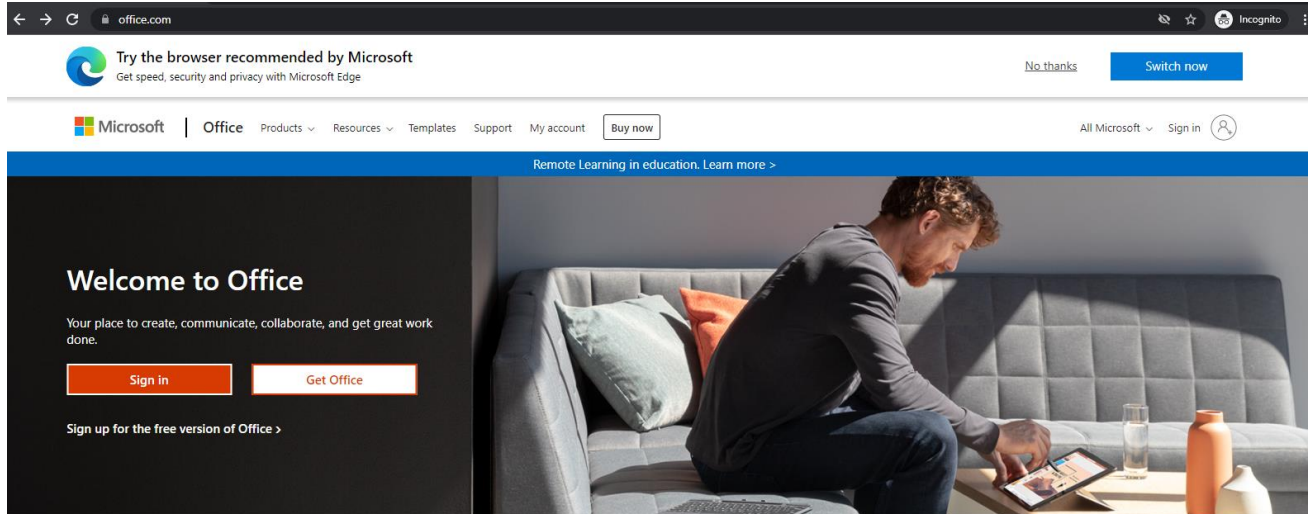 office.com
Incognito
Try the browser recommended by Microsoft
Get speed, security and privacy with Microsoft Edge
No thanks
Switch now
Microsoft
Office
Products
Resources
Templates
Support
My account
Buy now
All Microsoft
Sign in
Remote Learning in education. Learn more >
Welcome to Office
Your place to create, communicate, collaborate, and get great work
done.
Sign in
Get Office
Sign up for the free version of Office >